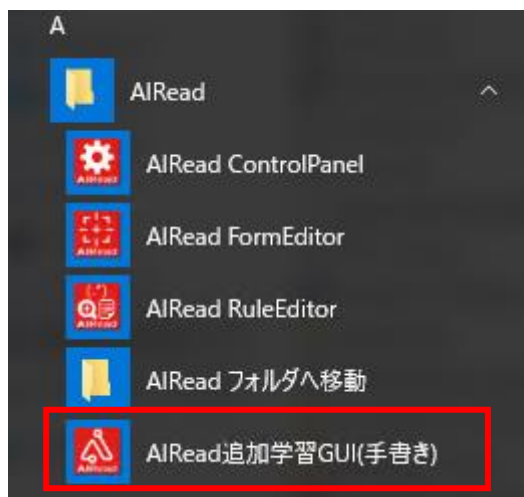 A
AIRead
AIRead ControlPanel
AIRead FormEditor
AIRead RuleEditor
AIRead フォルダへ移動
AIRead追加学習GUI(手書き)